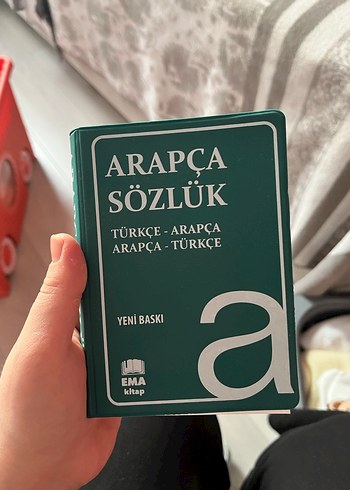 ARAPÇA
SÖZLÜK
TÜRKÇE - ARAPÇA
ARAPÇA - TÜRKÇE
YENİ BASKI
a
EMA
kitap